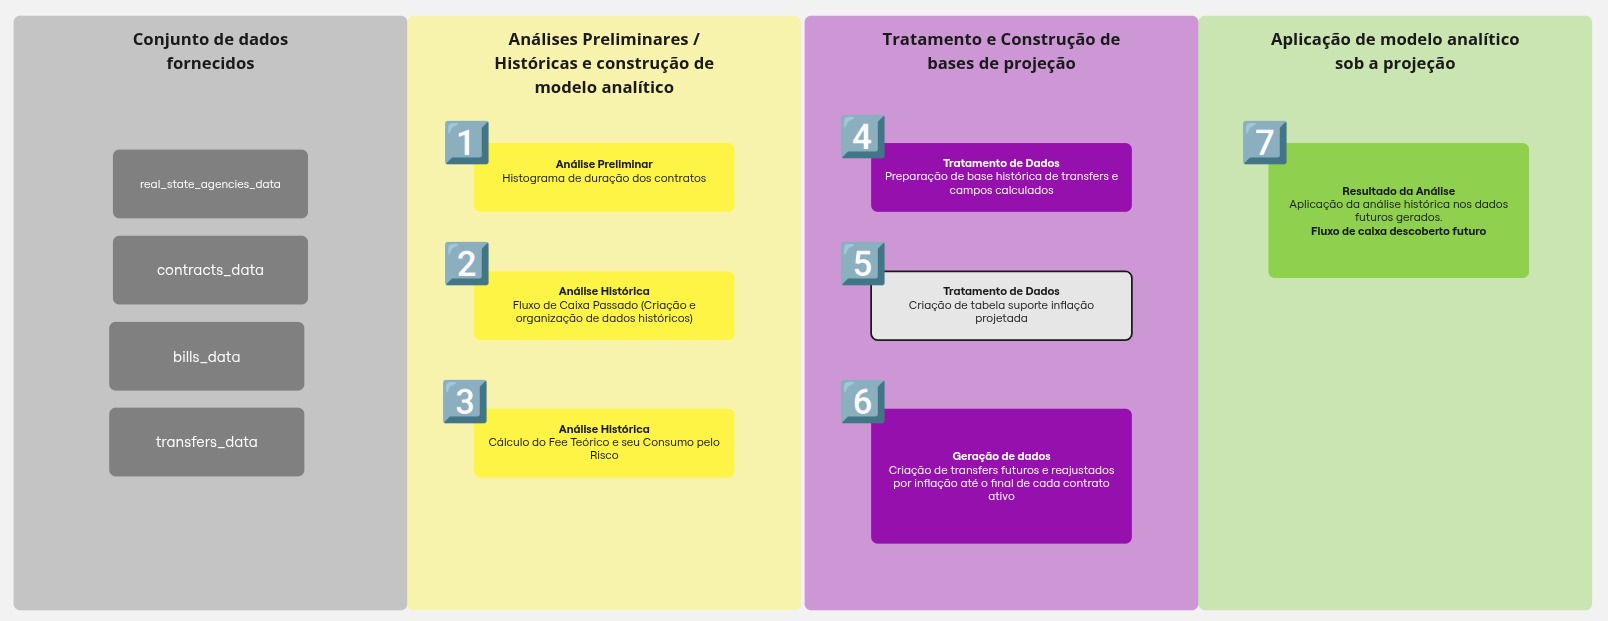 Conjunto de dados
fornecidos
real_state_agencies_data
contracts_data
bills_data
transfers_data
Análises Preliminares /
Históricas e construção de
modelo analítico
1
Análise Preliminar
Histograma de duração dos contratos
2
Análise Histórica
Fluxo de Caixa Passado (Criação e
organização de dados históricos)
3
Análise Histórica
Cálculo do Fee Teórico e seu Consumo pelo
Risco
Tratamento e Construção de
bases de projeção
4
Tratamento de Dados
Preparação de base histórica de transfers e
campos calculados
5
Tratamento de Dados
Criação de tabela suporte inflação
projetada
6
Geração de dados
Criação de transfers futuros e reajustados
por inflação até o final de cada contrato
ativo
Aplicação de modelo analítico
sob a projeção
7
Resultado da Análise
Aplicação da análise histórica nos dados
futuros gerados.
Fluxo de caixa descoberto futuro